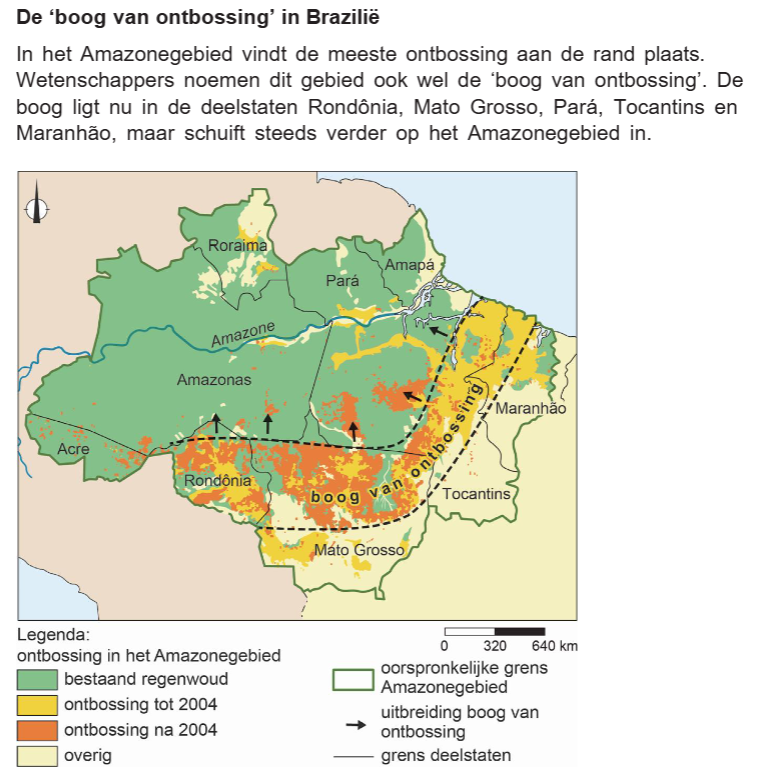 De ‘boog van ontbossing’ in Brazilië
In het Amazonegebied vindt de meeste ontbossing aan de rand plaats.
Wetenschappers noemen dit gebied ook wel de ‘boog van ontbossing’. De
boog ligt nu in de deelstaten Rondônia, Mato Grosso, Pará, Tocantins en
Maranhão, maar schuift steeds verder op het Amazonegebied in.
Roraima
Amapá
Pará
Amazone
Amazonas
Maranhão
Acre
Rondônia
boog van ontbossing
Tocantins
Mato Grosso
Legenda:
ontbossing in het Amazonegebied
bestaand regenwoud
ontbossing tot 2004
ontbossing na 2004
overig
0 320 640 km
oorspronkelijke grens
Amazonegebied
uitbreiding boog van
ontbossing
grens deelstaten